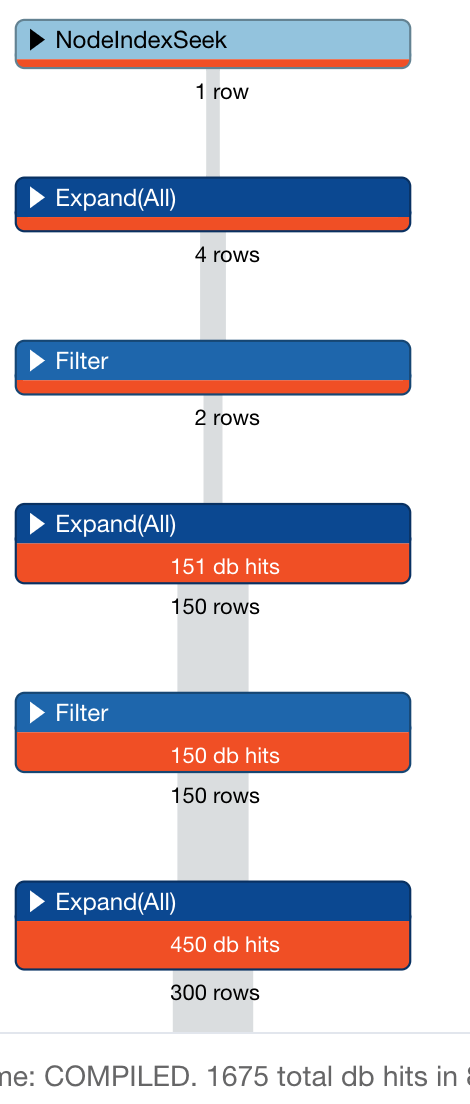 NodeIndexSeek
1 row
Expand(All)
4 rows
Filter
2 rows
Expand(All)
151 db hits
150 rows
Filter
150 db hits
150 rows
Expand(All)
450 db hits
300 rows
COMPILED. 1675 total db hits in